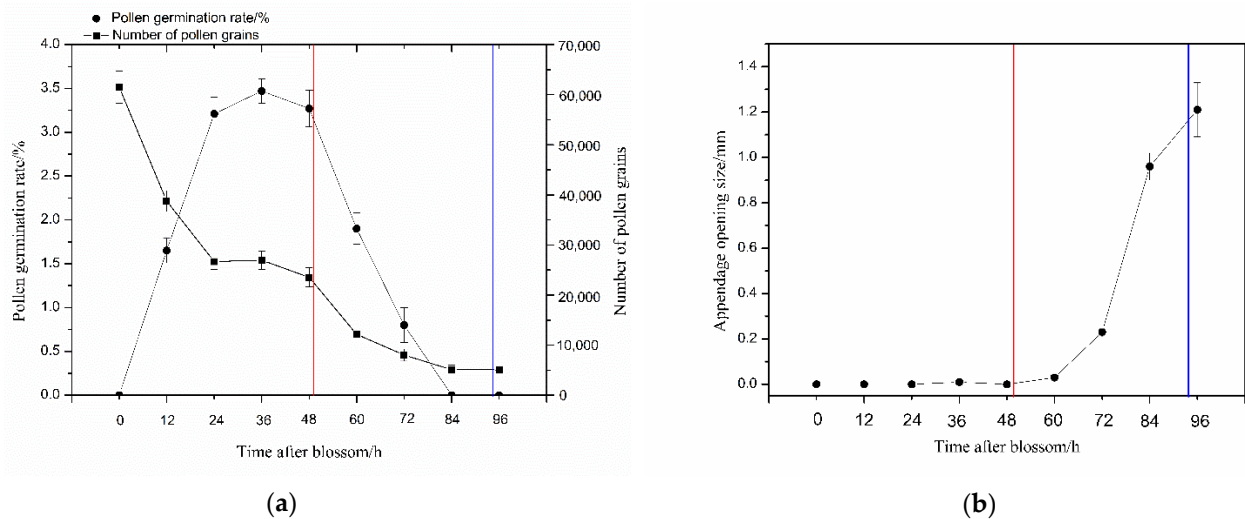 Pollen germination rate/%
Number of pollen grains
4.0
3.5
3.0
2.5
2.0
1.5
1.0
0.5
0.0
Pollen germination rate/%
70,000
60,000
50,000
40,000
30,000
20,000
10,000
0
Number of pollen grains
0 12 24 36 48 60 72 84 96
Time after blossom/h
(a)
1.4
1.2
1.0
0.8
0.6
0.4
0.2
0.0
Appendage opening size/mm
0 12 24 36 48 60 72 84 96
Time after blossom/h
(b)